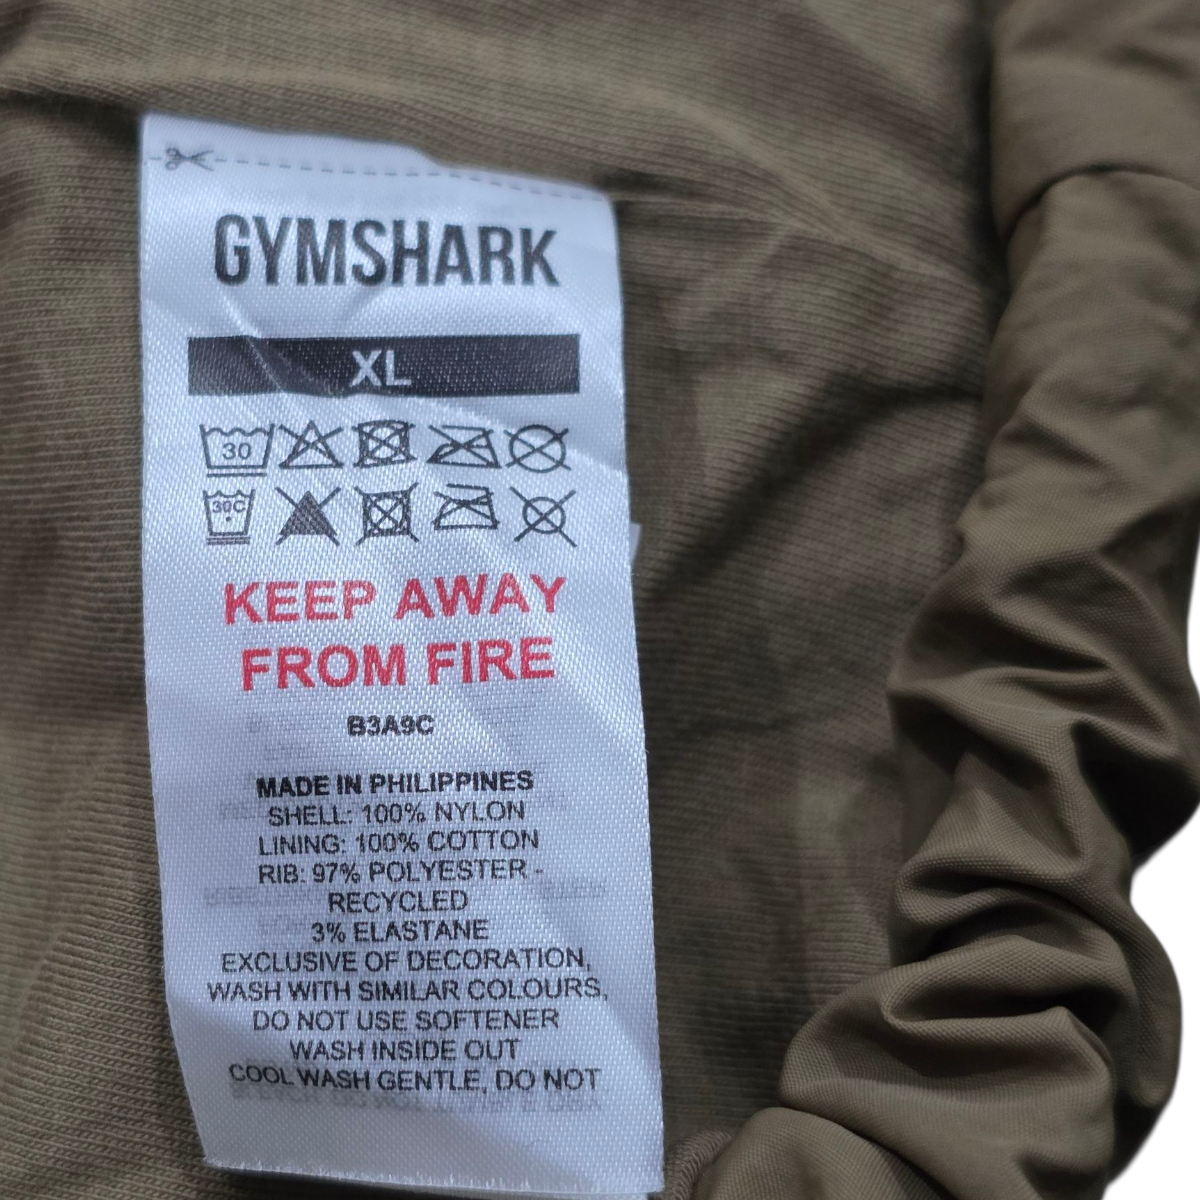 GYMSHARK
XL
30
30C
KEEP AWAY
FROM FIRE
B3A9C
MADE IN PHILIPPINES
SHELL: 100% NYLON
LINING: 100% COTTON
RIB: 97% POLYESTER -
RECYCLED
3% ELASTANE
EXCLUSIVE OF DECORATION,
WASH WITH SIMILAR COLOURS,
DO NOT USE SOFTENER
WASH INSIDE OUT
COOL WASH GENTLE, DO NOT